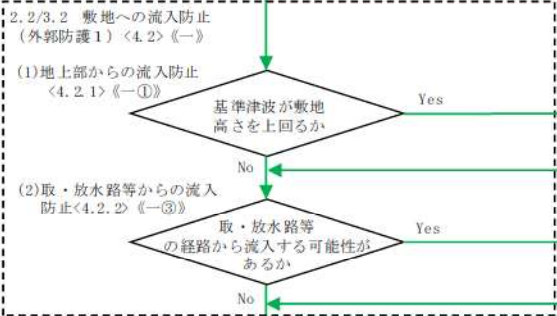 2.2/3.2 敷地への流入防止
(外郭防護1)<4.2>《一》
(1)地上部からの流入防止
<4.2.1>《一①》
基準津波が敷地
高さを上回るか
Yes
No
(2)取・放水路等からの流入
防止<4.2.2>《一③》
取・放水路等
の経路から流入する可能性が
あるか
Yes
No